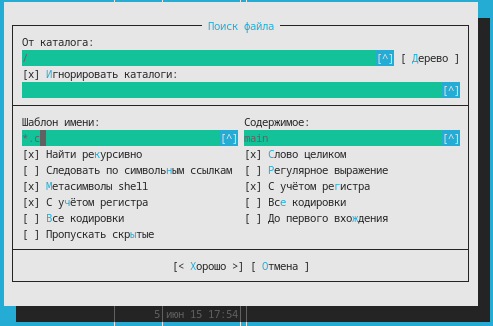 Поиск файла
От каталога:
/ [^] [ Дерево ]
[x] Игнорировать каталоги:
[^]
Шаблон имени: Содержимое:
*.c [^] main [^]
[x] Найти рекурсивно [x] Слово целиком
[ ] Следовать по символьным ссылкам [ ] Регулярное выражение
[x] Метасимволы shell [x] С учётом регистра
[x] С учётом регистра [ ] Все кодировки
[ ] Все кодировки [ ] До первого вхождения
[ ] Пропускать скрытые
[< Хорошо >] [ Отмена ]
5 июн 15 17:54